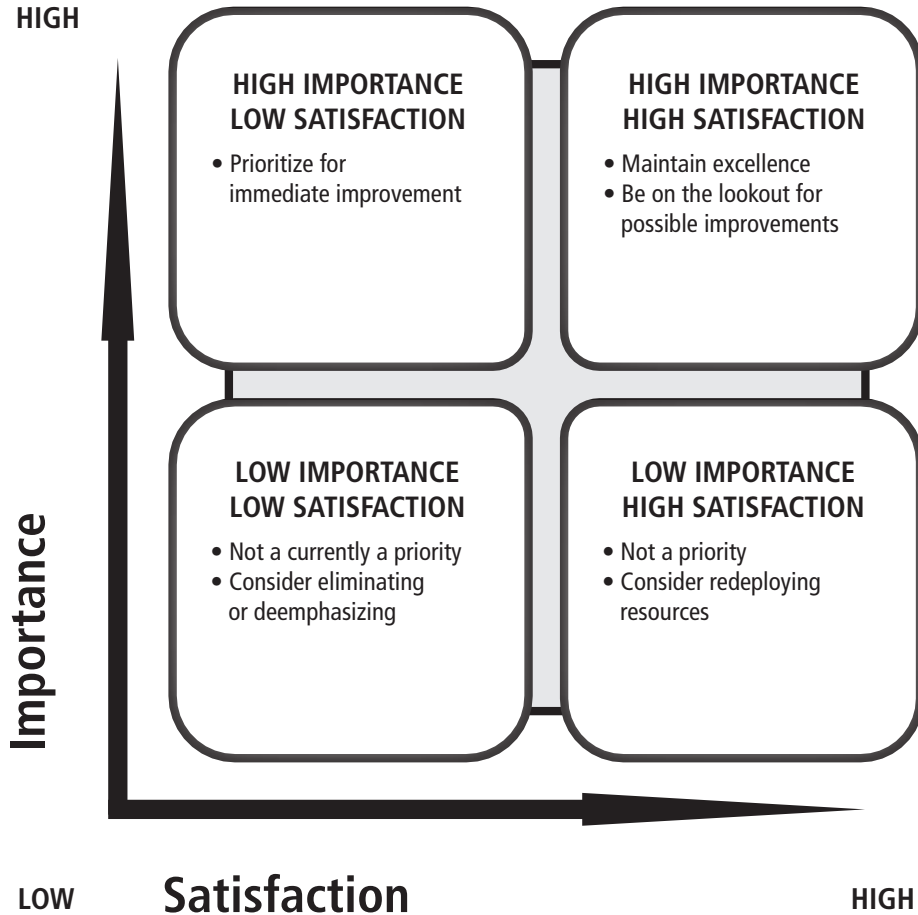 HIGH
HIGH IMPORTANCE
LOW SATISFACTION
• Prioritize for
immediate improvement
HIGH IMPORTANCE
HIGH SATISFACTION
• Maintain excellence
• Be on the lookout for
possible improvements
LOW IMPORTANCE
LOW SATISFACTION
• Not a currently a priority
• Consider eliminating
or deemphasizing
LOW IMPORTANCE
HIGH SATISFACTION
• Not a priority
• Consider redeploying
resources
Importance
LOW
Satisfaction
HIGH